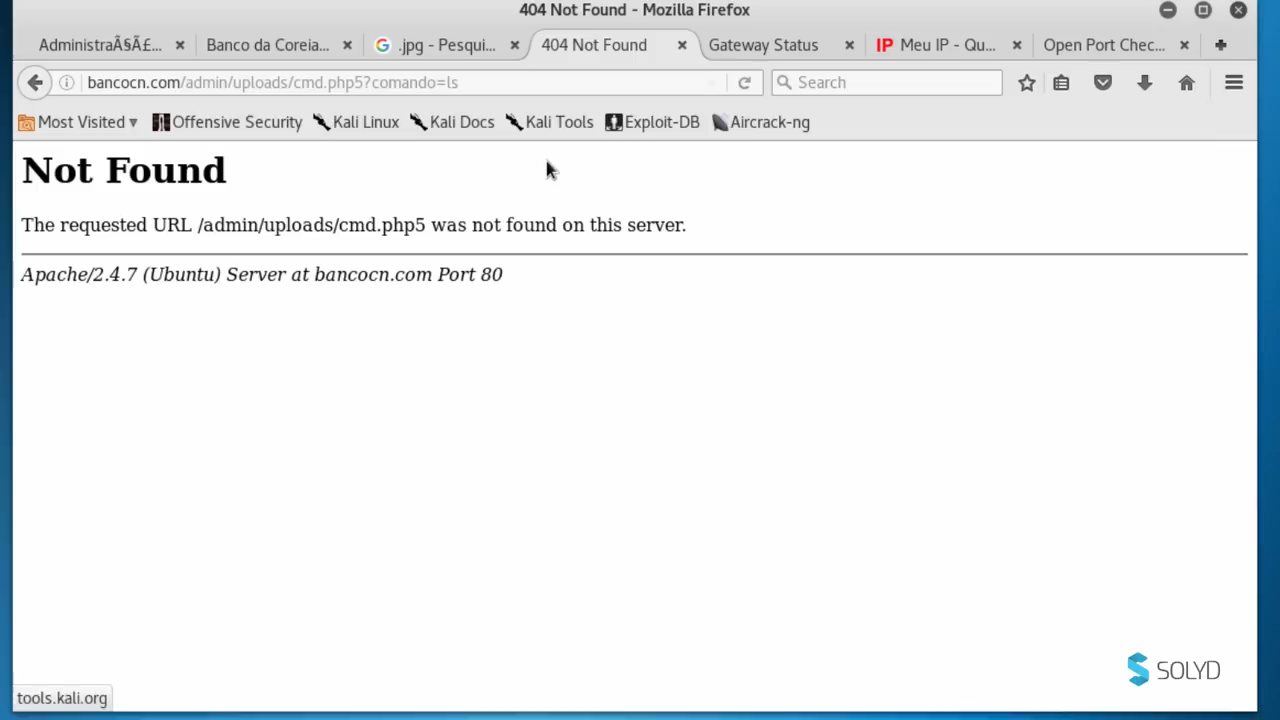 404 Not Found - Mozilla Firefox
AdministraÃ§Ã£... Banco da Coreia... .jpg - Pesqui... 404 Not Found Gateway Status IP Meu IP - Qu... Open Port Chec...
bancocn.com/admin/uploads/cmd.php5?comando=ls Search
Most Visited Offensive Security Kali Linux Kali Docs Kali Tools Exploit-DB Aircrack-ng
Not Found
The requested URL /admin/uploads/cmd.php5 was not found on this server.
Apache/2.4.7 (Ubuntu) Server at bancocn.com Port 80
SOLYD
tools.kali.org